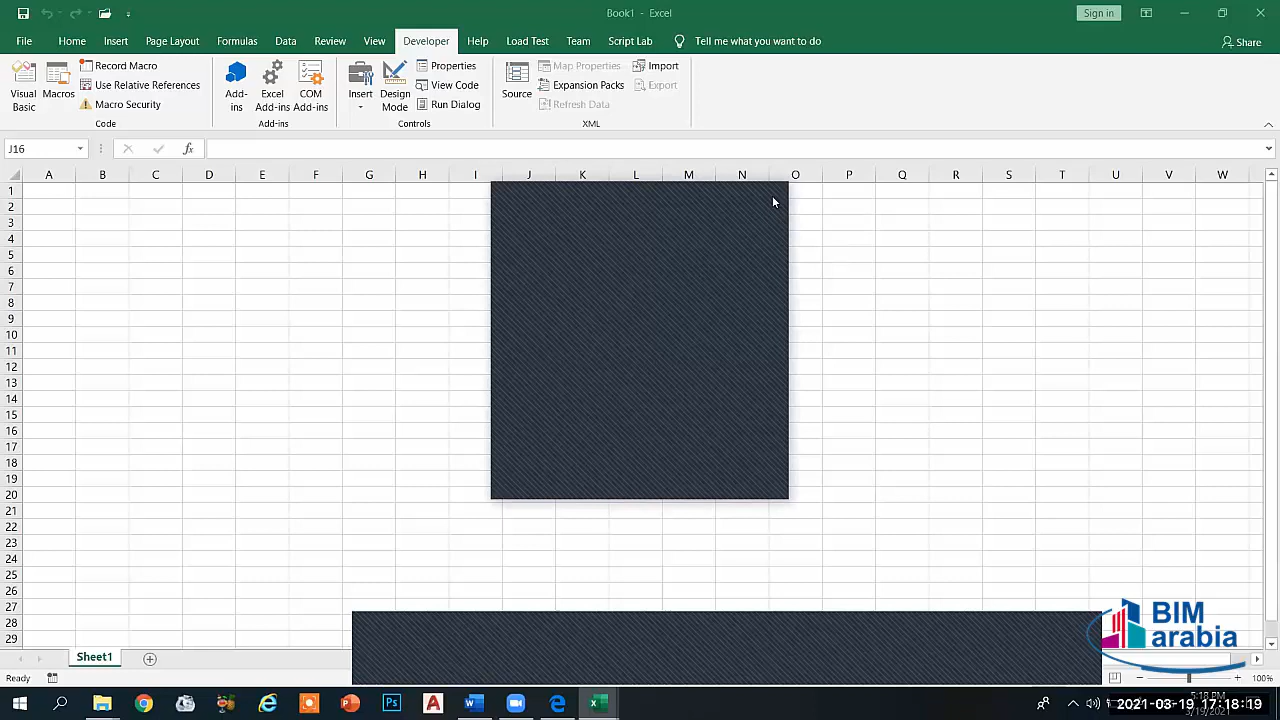 Book1 - Excel
Sign in
File Home Insert Page Layout Formulas Data Review View Developer Help Load Test Team Script Lab Tell me what you want to do
Share
Visual Basic
Macros
Record Macro
Use Relative References
Macro Security
Code
Add-ins
Excel Add-ins
COM Add-ins
Add-ins
Insert
Design Mode
Properties
View Code
Run Dialog
Controls
Source
Map Properties
Expansion Packs
Refresh Data
Import
Export
XML
J16
fx
A B C D E F G H I J K L M N O P Q R S T U V W
1
2
3
4
5
6
7
8
9
10
11
12
13
14
15
16
17
18
19
20
21
22
23
24
25
26
27
28
29
BIM
arabia
Sheet1
Ready
100%
5:18 PM
2021-03-19 17:18:19